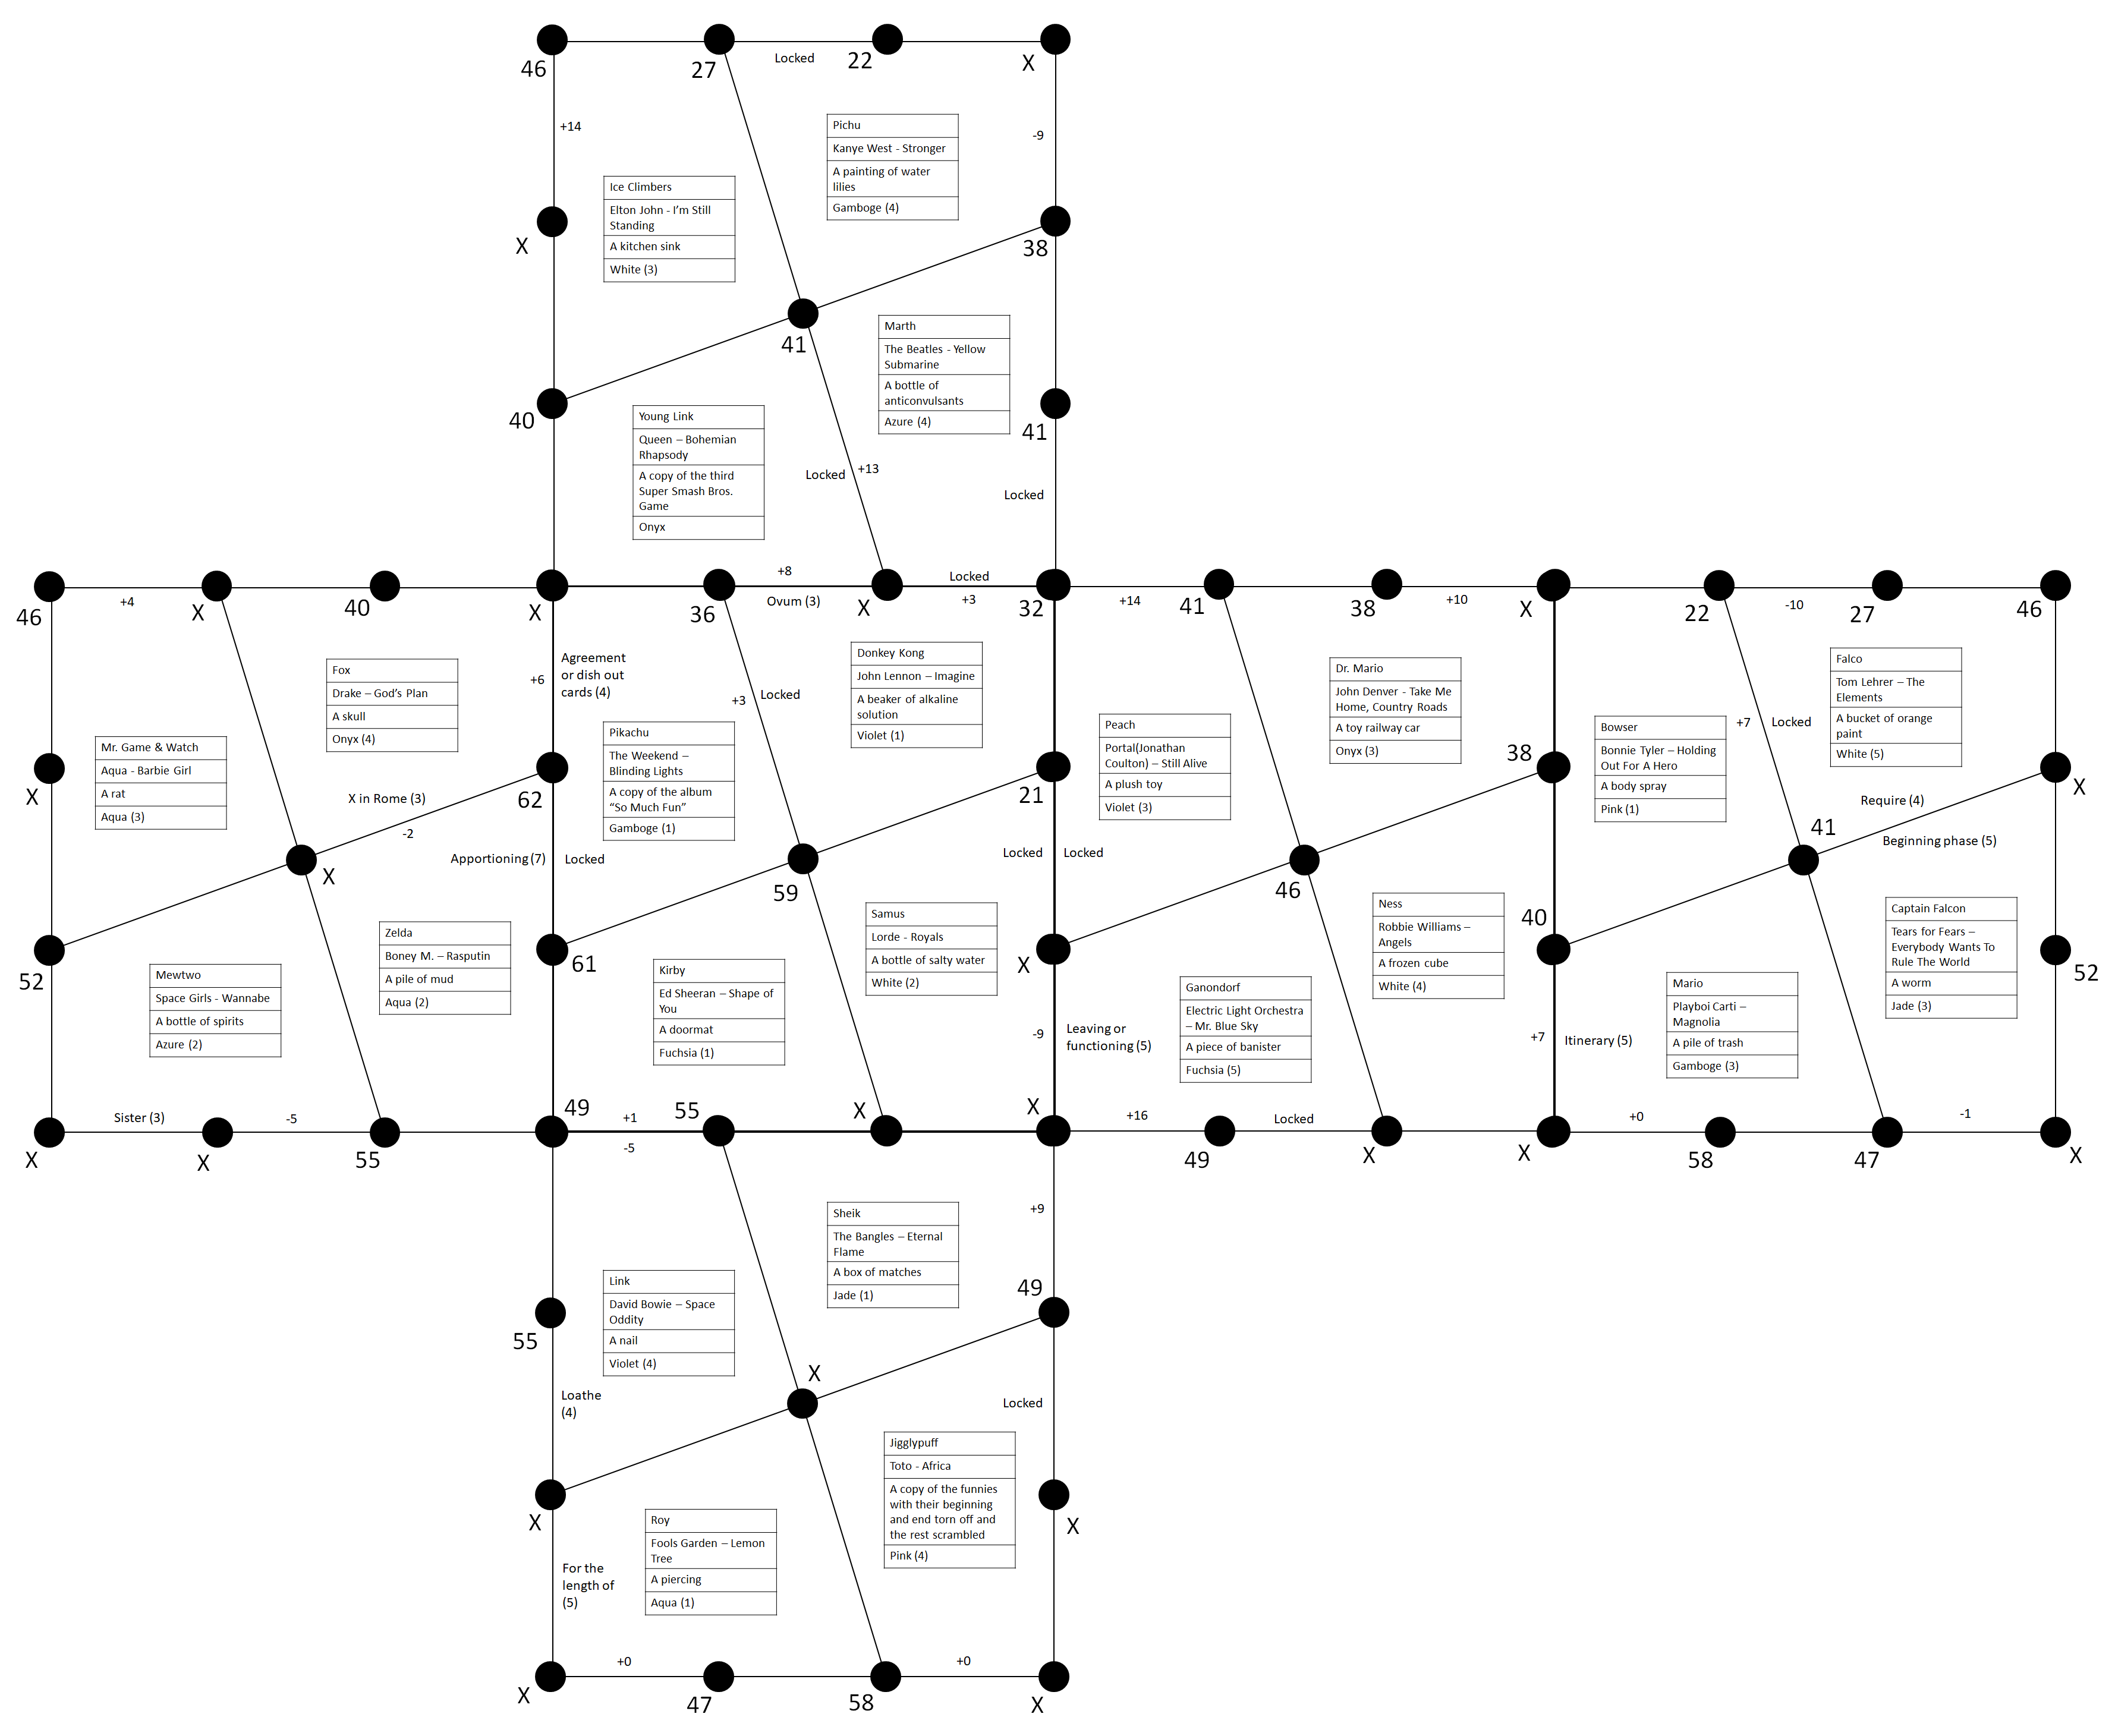 46
27
Locked
22
X
+14
-9
Pichu
Kanye West - Stronger
A painting of water
lilies
Gamboge (4)
Ice Climbers
Elton John - I'm Still
Standing
A kitchen sink
White (3)
X
38
41
Marth
The Beatles - Yellow
Submarine
A bottle of
anticonvulsants
Azure (4)
40
41
Young Link
Queen – Bohemian
Rhapsody
A copy of the third
Super Smash Bros.
Game
Onyx
Locked
+13
Locked
46
+4
X
40
X
36
+8
Ovum (3)
X
Locked
+3
32
+14
41
38
+10
X
22
-10
27
46
Fox
Drake – God's Plan
A skull
Onyx (4)
Mr. Game & Watch
Aqua - Barbie Girl
A rat
Aqua (3)
X
X in Rome (3)
-2
62
X
52
Apportioning (7)
Locked
Zelda
Boney M. – Rasputin
A pile of mud
Aqua (2)
Mewtwo
Space Girls - Wannabe
A bottle of spirits
Azure (2)
Sister (3)
-5
X
X
55
+6
Agreement
or dish out
cards (4)
+3
Locked
Donkey Kong
John Lennon – Imagine
A beaker of alkaline
solution
Violet (1)
Pikachu
The Weekend –
Blinding Lights
A copy of the album
“So Much Fun”
Gamboge (1)
21
59
61
Locked
Locked
Samus
Lorde - Royals
A bottle of salty water
White (2)
Kirby
Ed Sheeran – Shape of
You
A doormat
Fuchsia (1)
X
-9
Leaving or
functioning (5)
49
+1
-5
55
X
X
Peach
Portal(Jonathan
Coulton) – Still Alive
A plush toy
Violet (3)
Dr. Mario
John Denver - Take Me
Home, Country Roads
A toy railway car
Onyx (3)
38
46
40
Ness
Robbie Williams –
Angels
A frozen cube
White (4)
Ganondorf
Electric Light Orchestra
– Mr. Blue Sky
A piece of banister
Fuchsia (5)
+16
49
Locked
X
X
Bowser
Bonnie Tyler – Holding
Out For A Hero
A body spray
Pink (1)
+7
Locked
Falco
Tom Lehrer – The
Elements
A bucket of orange
paint
White (5)
X
Require (4)
41
Beginning phase (5)
Captain Falcon
Tears for Fears –
Everybody Wants To
Rule The World
A worm
Jade (3)
52
+7
Itinerary (5)
Mario
Playboi Carti –
Magnolia
A pile of trash
Gamboge (3)
+0
58
47
-1
X
Sheik
The Bangles – Eternal
Flame
A box of matches
Jade (1)
+9
49
Link
David Bowie – Space
Oddity
A nail
Violet (4)
55
X
Loathe
(4)
Locked
Jigglypuff
Toto - Africa
A copy of the funnies
with their beginning
and end torn off and
the rest scrambled
Pink (4)
X
X
Roy
Fools Garden – Lemon
Tree
A piercing
Aqua (1)
For the
length of
(5)
+0
+0
X
47
58
X